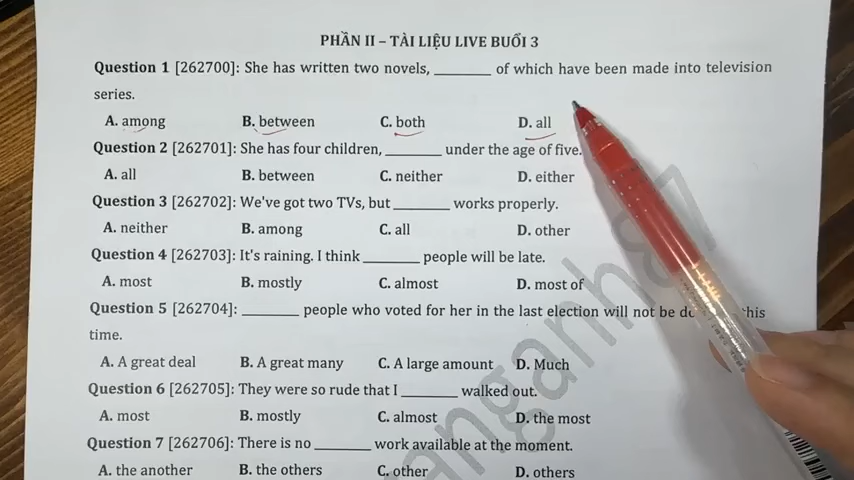 PHẦN II – TÀI LIỆU LIVE BUỔI 3
Question 1 [262700]: She has written two novels, ________ of which have been made into television
series.
A. among B. between C. both D. all
Question 2 [262701]: She has four children, ________ under the age of five.
A. all B. between C. neither D. either
Question 3 [262702]: We've got two TVs, but ________ works properly.
A. neither B. among C. all D. other
Question 4 [262703]: It's raining. I think ________ people will be late.
A. most B. mostly C. almost D. most of
Question 5 [262704]: ________ people who voted for her in the last election will not be this
time.
A. A great deal B. A great many C. A large amount D. Much
Question 6 [262705]: They were so rude that I ________ walked out.
A. most B. mostly C. almost D. the most
Question 7 [262706]: There is no ________ work available at the moment.
A. the another B. the others C. other D. others